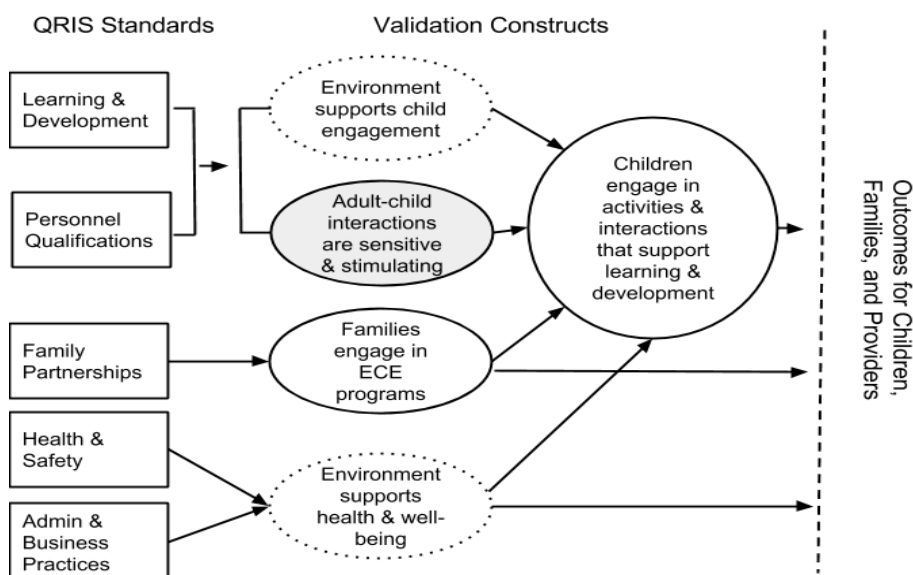 QRIS Standards
Validation Constructs
Learning &
Development
Personnel
Qualifications
Family
Partnerships
Health &
Safety
Admin &
Business
Practices
Environment
supports child
engagement
Adult-child
interactions
are sensitive
& stimulating
Families
engage in
ECE
programs
Environment
supports
health & well-
being
Children
engage in
activities &
interactions
that support
learning &
development
Outcomes for Children,
Families, and Providers